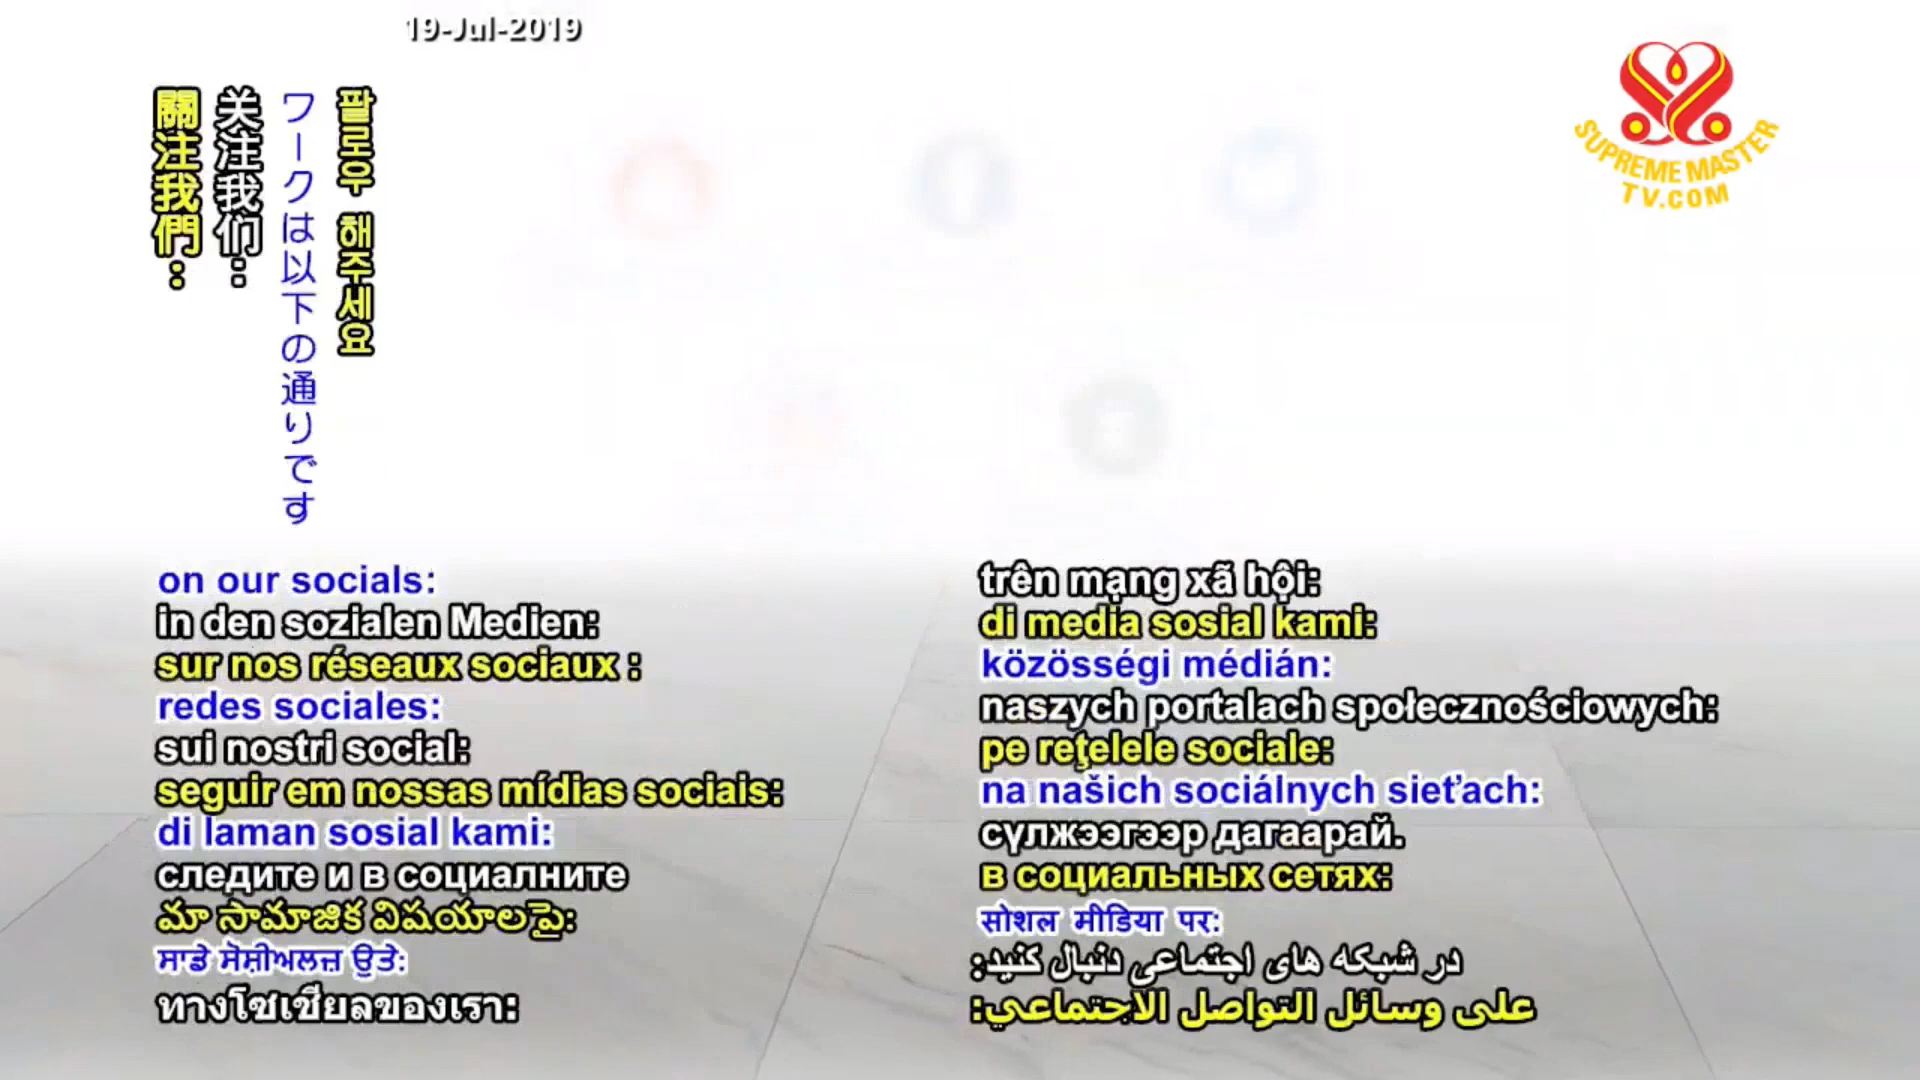 19-Jul-2019
SUPREME MASTER
TV.COM
關注我們：
关注我们：
ワークは以下の通りです
팔로우 해주세요
on our socials:
in den sozialen Medien:
sur nos réseaux sociaux :
redes sociales:
sui nostri social:
seguir em nossas mídias sociais:
di laman sosial kami:
следите и в социалните
మా సామాజిక విషయాలపై:
ਸਾਡੇ ਸੋਸ਼ੀਅਲਜ਼ ਉਤੇ:
ทางโซเชียลของเรา:
trên mạng xã hội:
di media sosial kami:
közösségi médián:
naszych portalach społecznościowych:
pe reţelele sociale:
na našich sociálnych sieťach:
сүлжээгээр дагаарай.
в социальных сетях:
सोशल मीडिया पर:
در شبکه های اجتماعی دنبال کنید:
على وسائل التواصل الاجتماعي: